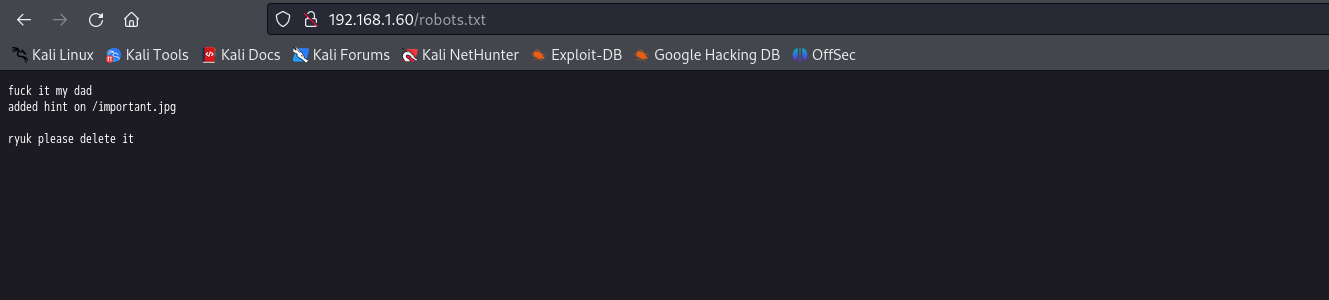 192.168.1.60/robots.txt
Kali Linux Kali Tools Kali Docs Kali Forums Kali NetHunter Exploit-DB Google Hacking DB OffSec
fuck it my dad
added hint on /important.jpg
ryuk please delete it